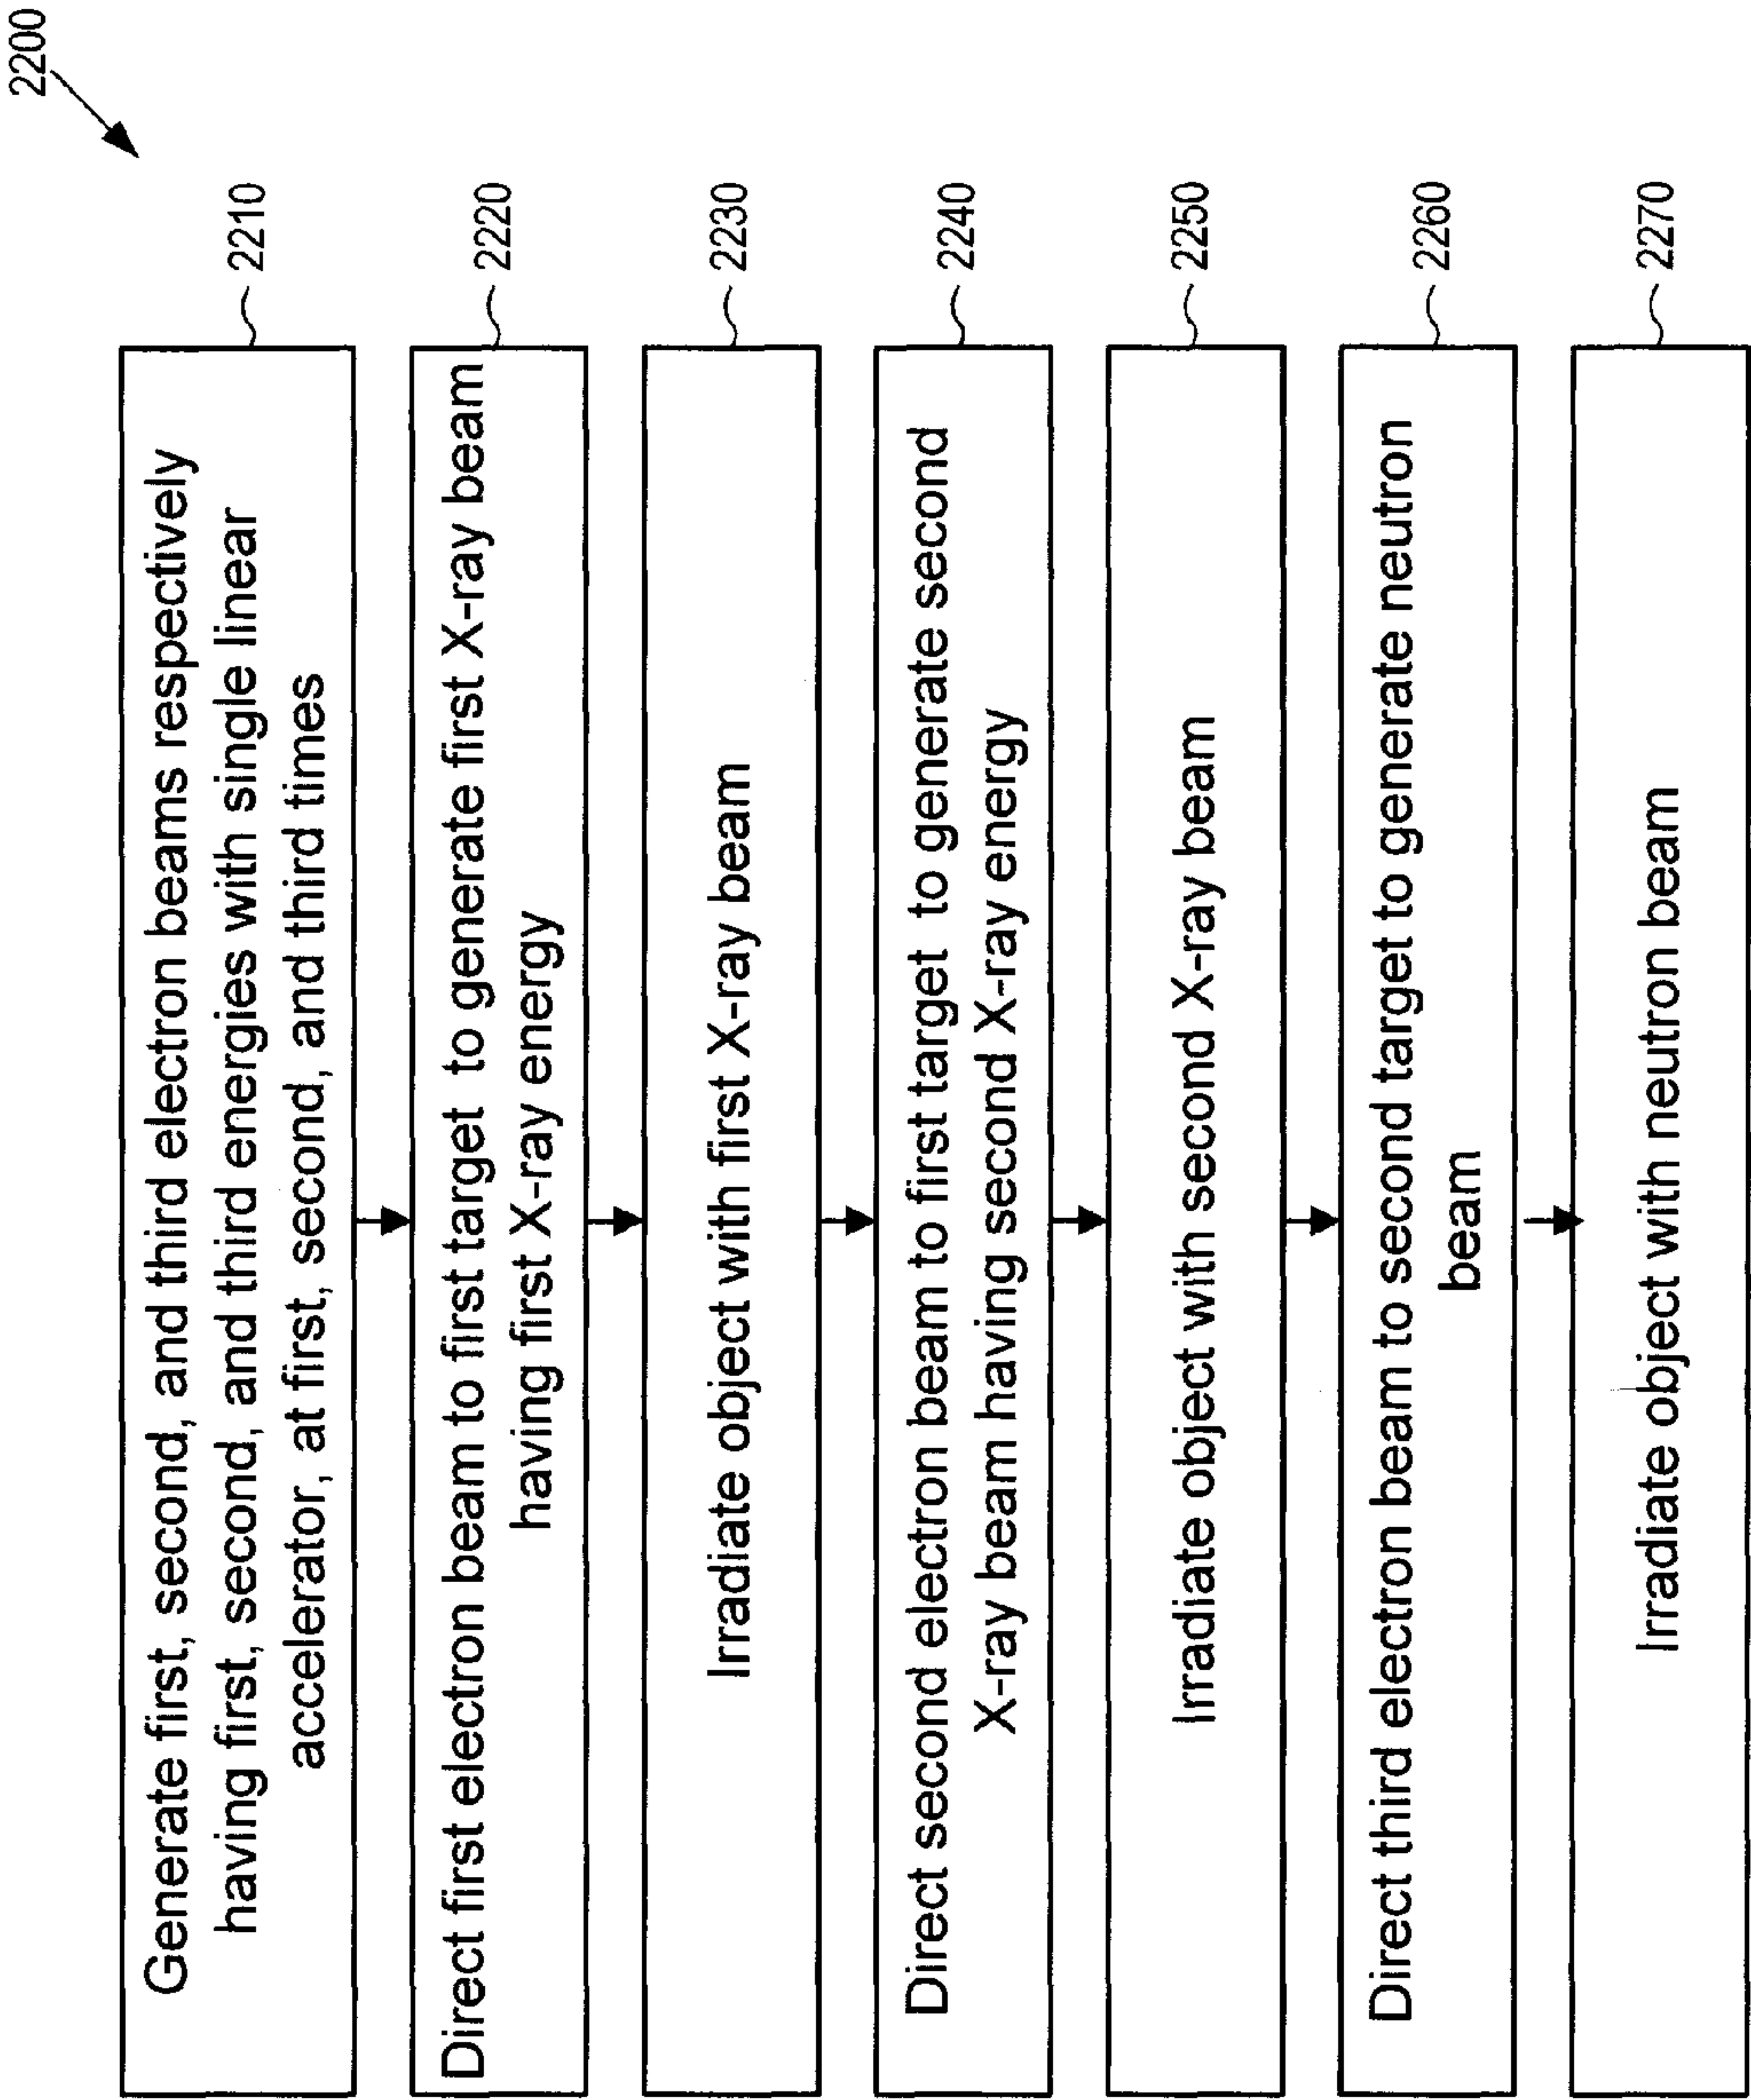 2200
Generate first, second, and third electron beams respectively
having first, second, and third energies with single linear
accelerator, at first, second, and third times
2210
Direct first electron beam to first target to generate first X-ray beam
having first X-ray energy
2220
Irradiate object with first X-ray beam
2230
Direct second electron beam to first target to generate second
X-ray beam having second X-ray energy
2240
Irradiate object with second X-ray beam
2250
Direct third electron beam to second target to generate neutron
beam
2260
Irradiate object with neutron beam
2270